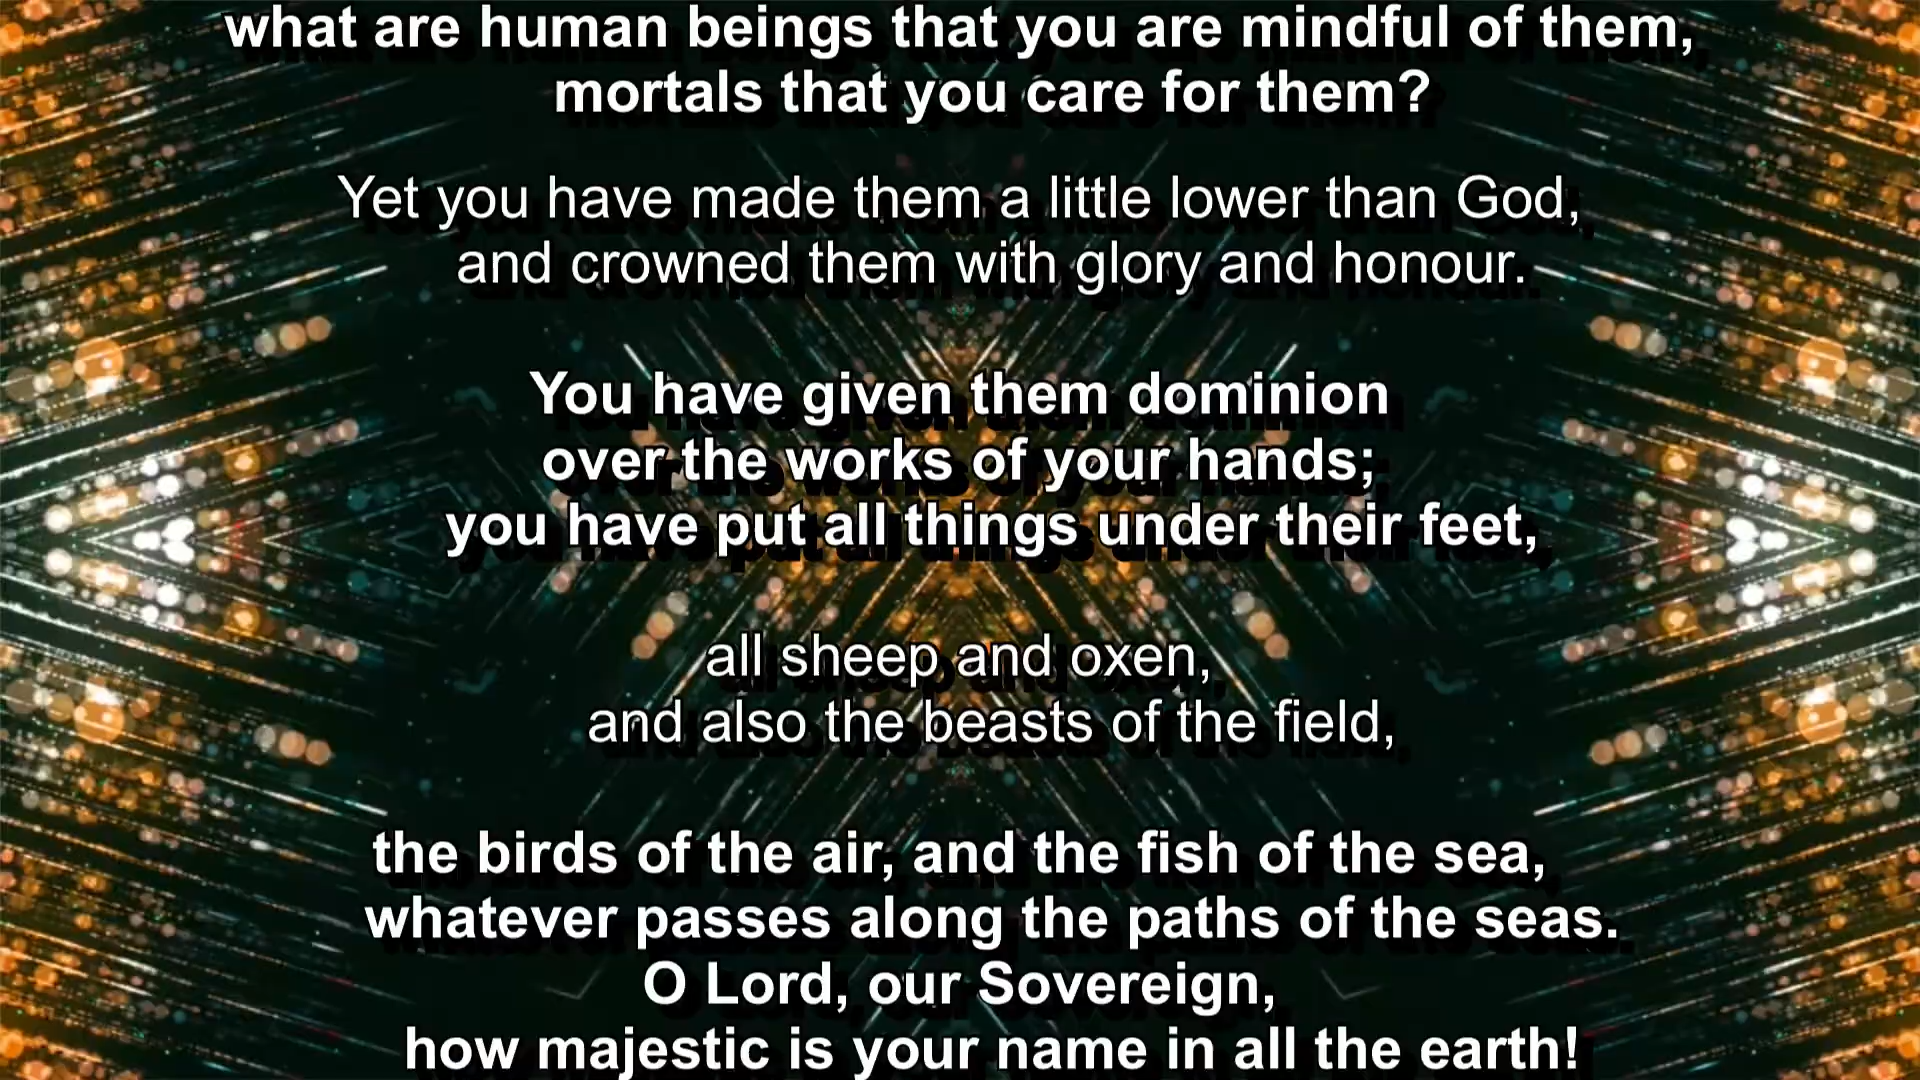 what are human beings that you are mindful of them,
mortals that you care for them?
Yet you have made them a little lower than God,
and crowned them with glory and honour.
You have given them dominion
over the works of your hands;
you have put all things under their feet,
all sheep and oxen,
and also the beasts of the field,
the birds of the air, and the fish of the sea,
whatever passes along the paths of the seas.
O Lord, our Sovereign,
how majestic is your name in all the earth!